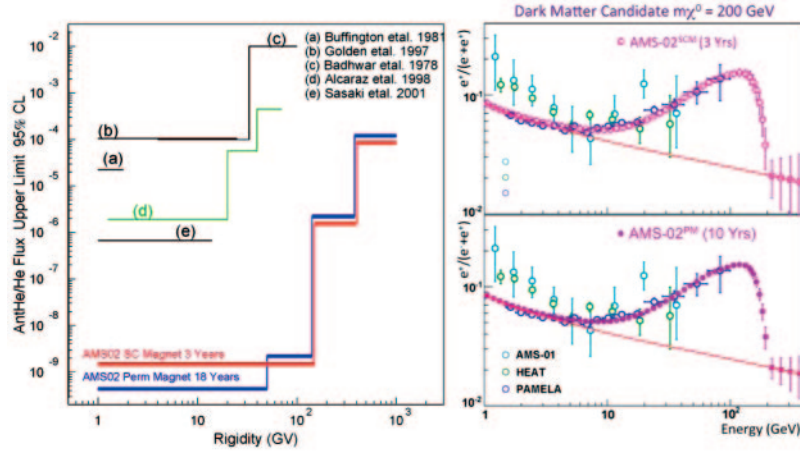 (a) Buffington etal. 1981
(b) Golden etal. 1997
(c) Badhwar etal. 1978
(d) Alcaraz etal. 1998
(e) Sasaki etal. 2001
(c)
(b)
(a)
(d)
(e)
AntHe/He Flux Upper Limit 95% CL
10⁻²
10⁻³
10⁻⁴
10⁻⁵
10⁻⁶
10⁻⁷
10⁻⁸
10⁻⁹
AMS02 SC Magnet 3 Years
AMS02 Perm Magnet 18 Years
1
10
10²
10³
Rigidity (GV)
Dark Matter Candidate mχ⁰ = 200 GeV
AMS-02ˢᶜᴹ (3 Yrs)
e⁺/(e⁻+e⁺)
10⁻¹
10⁻²
AMS-02ᴾᴹ (10 Yrs)
e⁺/(e⁻+e⁺)
10⁻¹
10⁻²
AMS-01
HEAT
PAMELA
1
10
10²
Energy (GeV)